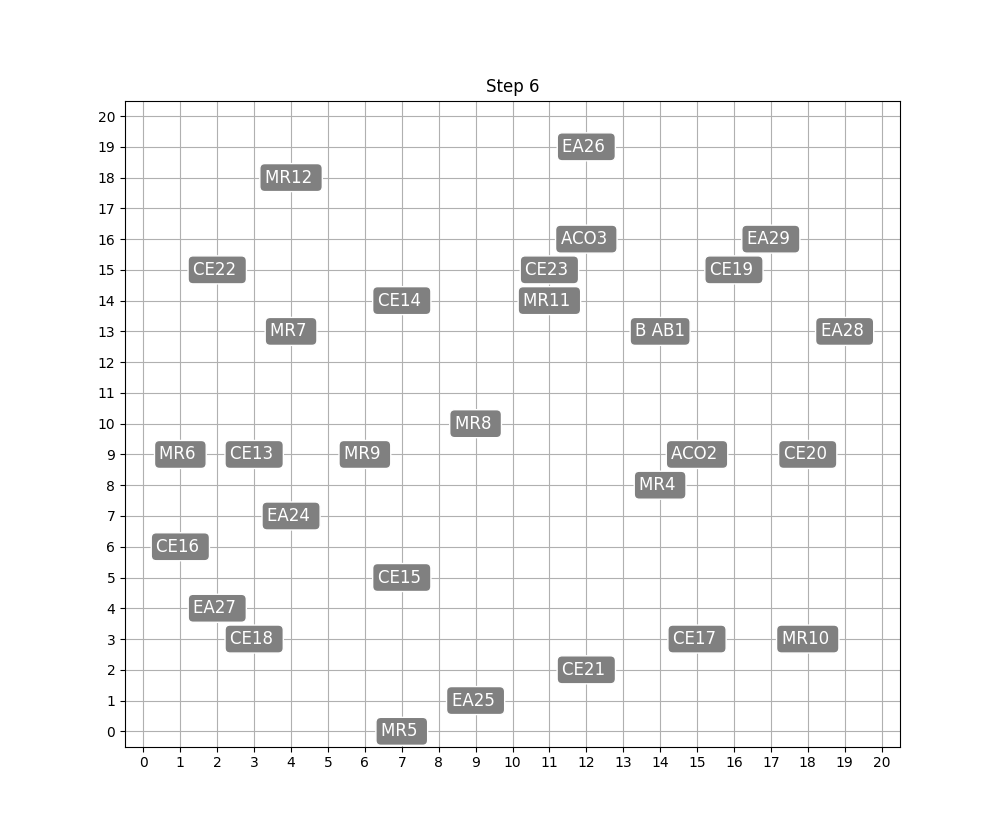 Step 6
20
19
18
17
16
15
14
13
12
11
10
9
8
7
6
5
4
3
2
1
0
EA26
MR12
ACO3
EA29
CE22
CE23
CE19
CE14
MR11
MR7
B AB1
EA28
MR8
MR6
CE13
MR9
ACO2
CE20
MR4
EA24
CE16
CE15
EA27
CE18
CE17
MR10
CE21
EA25
MR5
0 1 2 3 4 5 6 7 8 9 10 11 12 13 14 15 16 17 18 19 20